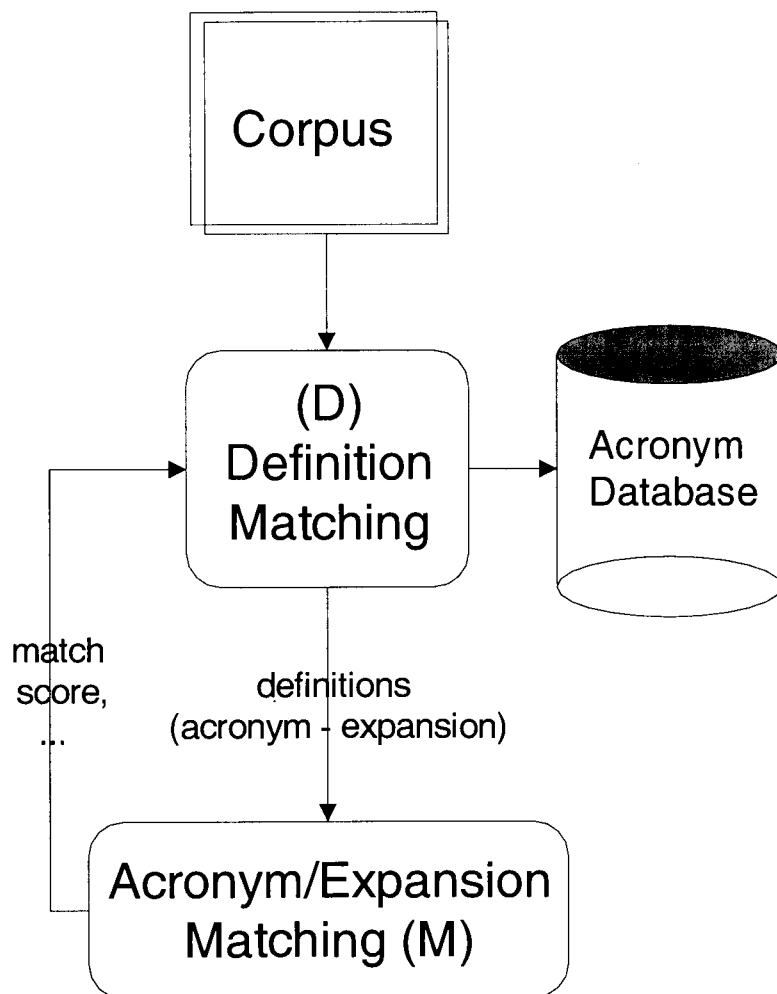 Corpus
(D)
Definition
Matching
Acronym
Database
match
score,
...
definitions
(acronym - expansion)
Acronym/Expansion
Matching (M)